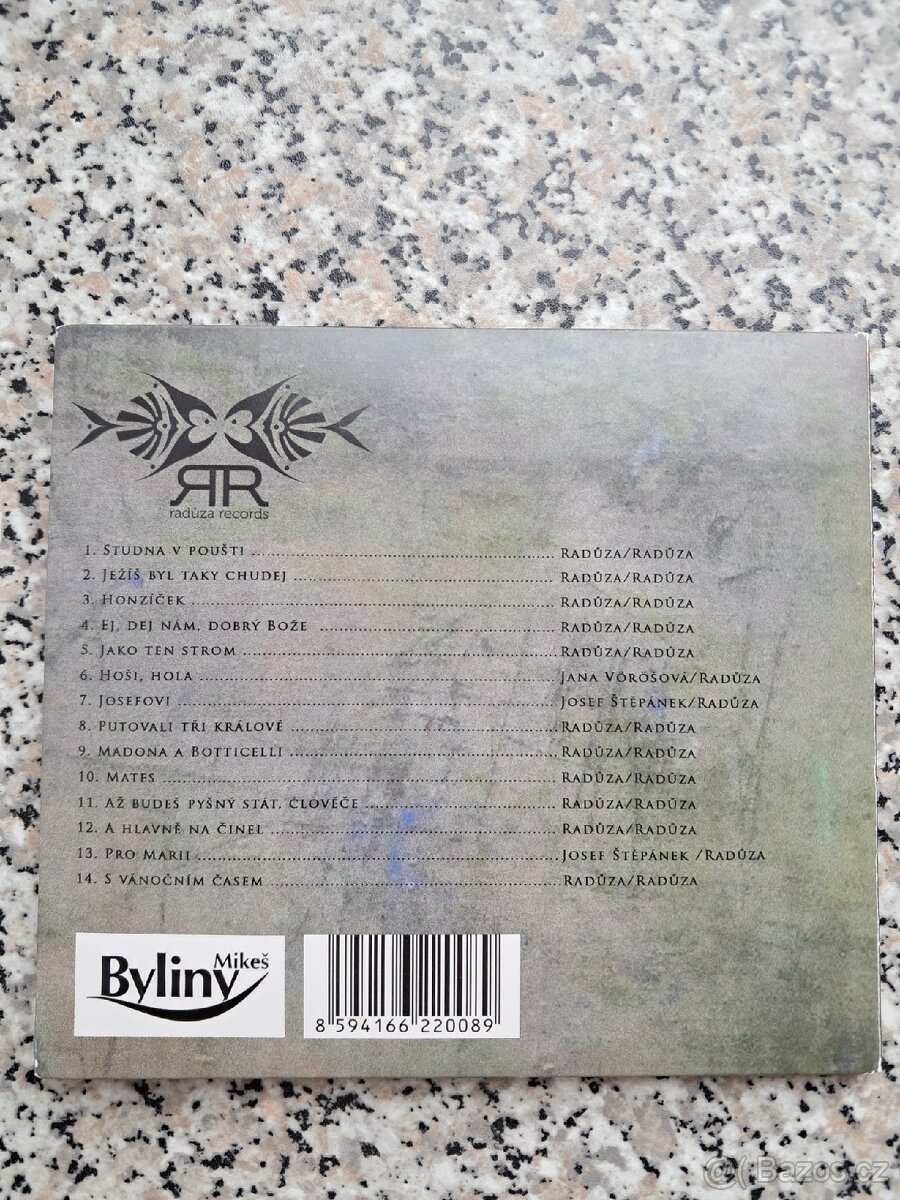 RR
radůza records
1. Studna v poušti ........ Radůza/Radůza
2. Ježíš byl taky chudej ........ Radůza/Radůza
3. Honzíček ........ Radůza/Radůza
4. Ej, dej nám, dobrý Bože ........ Radůza/Radůza
5. Jako ten strom ........ Radůza/Radůza
6. Hoši, hola ........ Jana Vörösová/Radůza
7. Josefovi ........ Josef Štěpánek/Radůza
8. Putovali tři králové ........ Radůza/Radůza
9. Madona a Botticelli ........ Radůza/Radůza
10. Mates ........ Radůza/Radůza
11. Až budeš pyšný stát, člověče ........ Radůza/Radůza
12. A hlavně na činel ........ Radůza/Radůza
13. Pro Marii ........ Josef Štěpánek /Radůza
14. S vánočním časem ........ Radůza/Radůza
Byliny Mikeš
8 594166 220089
@( Bazos.cz